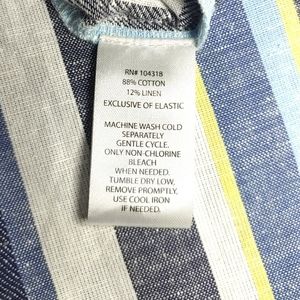 RN# 104318
88% COTTON
12% LINEN
EXCLUSIVE OF ELASTIC
MACHINE WASH COLD
SEPARATELY
GENTLE CYCLE.
ONLY NON-CHLORINE
BLEACH
WHEN NEEDED.
TUMBLE DRY LOW,
REMOVE PROMPTLY,
USE COOL IRON
IF NEEDED.